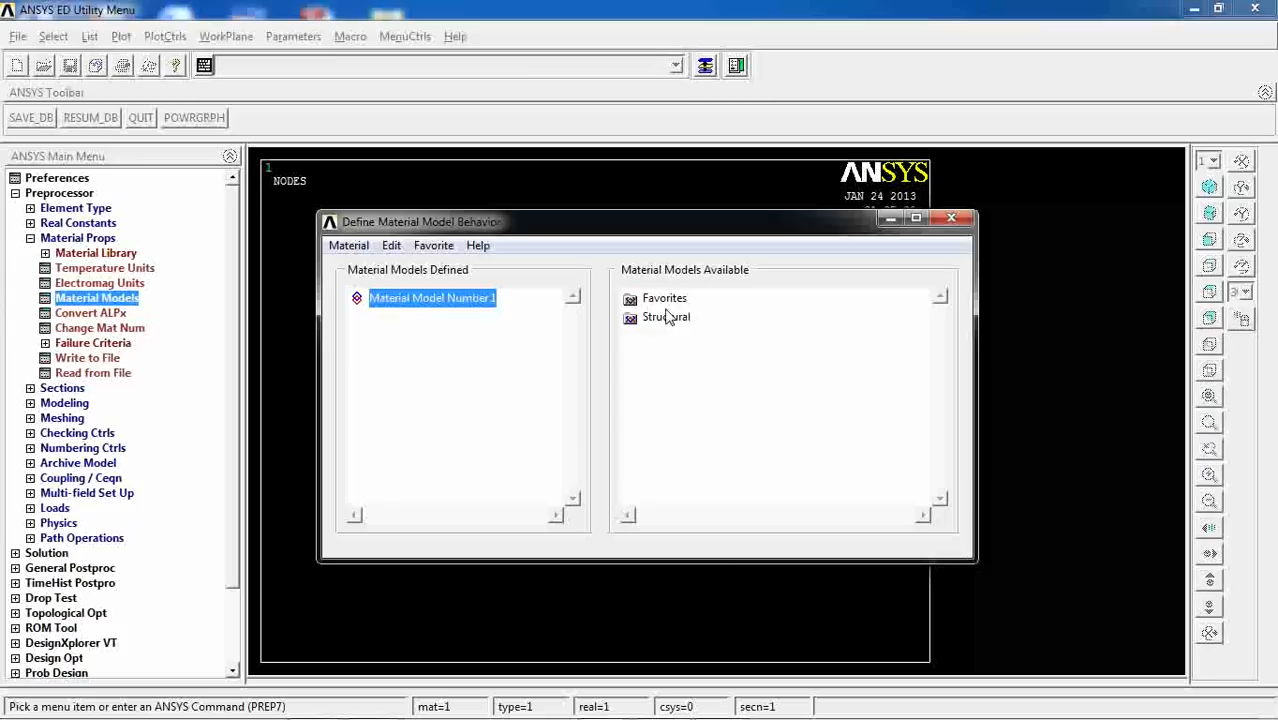 ANSYS ED Utility Menu
File Select List Plot PlotCtrls WorkPlane Parameters Macro MenuCtrls Help
ANSYS Toolbar
SAVE_DB RESUM_DB QUIT POWRGRPH
ANSYS Main Menu
Preferences
Preprocessor
Element Type
Real Constants
Material Props
Material Library
Temperature Units
Electromag Units
Material Models
Convert ALPx
Change Mat Num
Failure Criteria
Write to File
Read from File
Sections
Modeling
Meshing
Checking Ctrls
Numbering Ctrls
Archive Model
Coupling / Ceqn
Multi-field Set Up
Loads
Physics
Path Operations
Solution
General Postproc
TimeHist Postpro
Drop Test
Topological Opt
ROM Tool
DesignXplorer VT
Design Opt
Prob Design
1
NODES
ANSYS
JAN 24 2013
Define Material Model Behavior
Material Edit Favorite Help
Material Models Defined
Material Model Number 1
Material Models Available
Favorites
Structural
1
3
Pick a menu item or enter an ANSYS Command (PREP7) mat=1 type=1 real=1 csys=0 secn=1